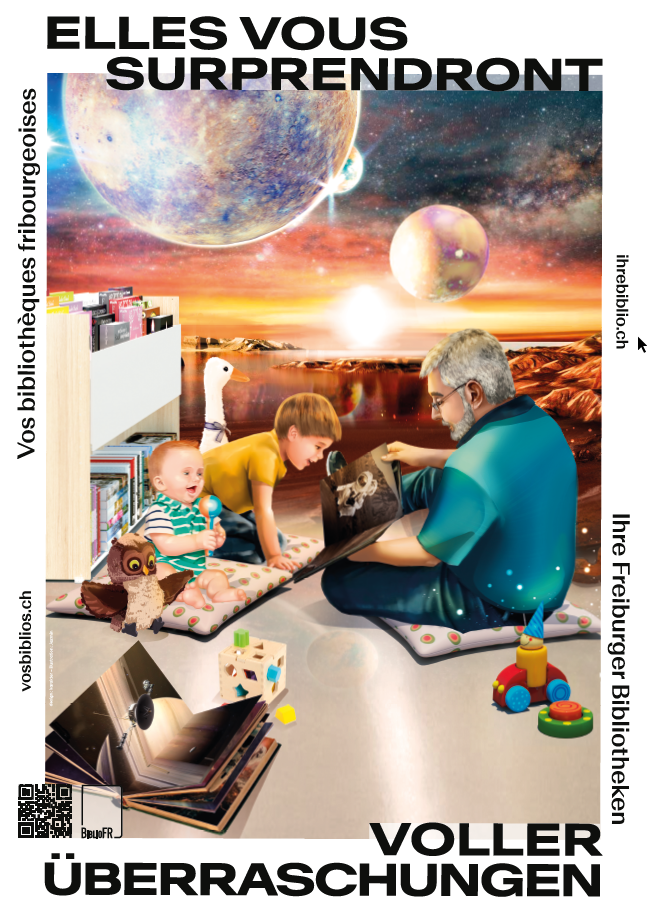 ELLES VOUS
SURPRENDRONT
Vos bibliothèques fribourgeoises
vosbiblios.ch
ihrebiblio.ch
Ihre Freiburger Bibliotheken
BiblioFR
VOLLER
ÜBERRASCHUNGEN